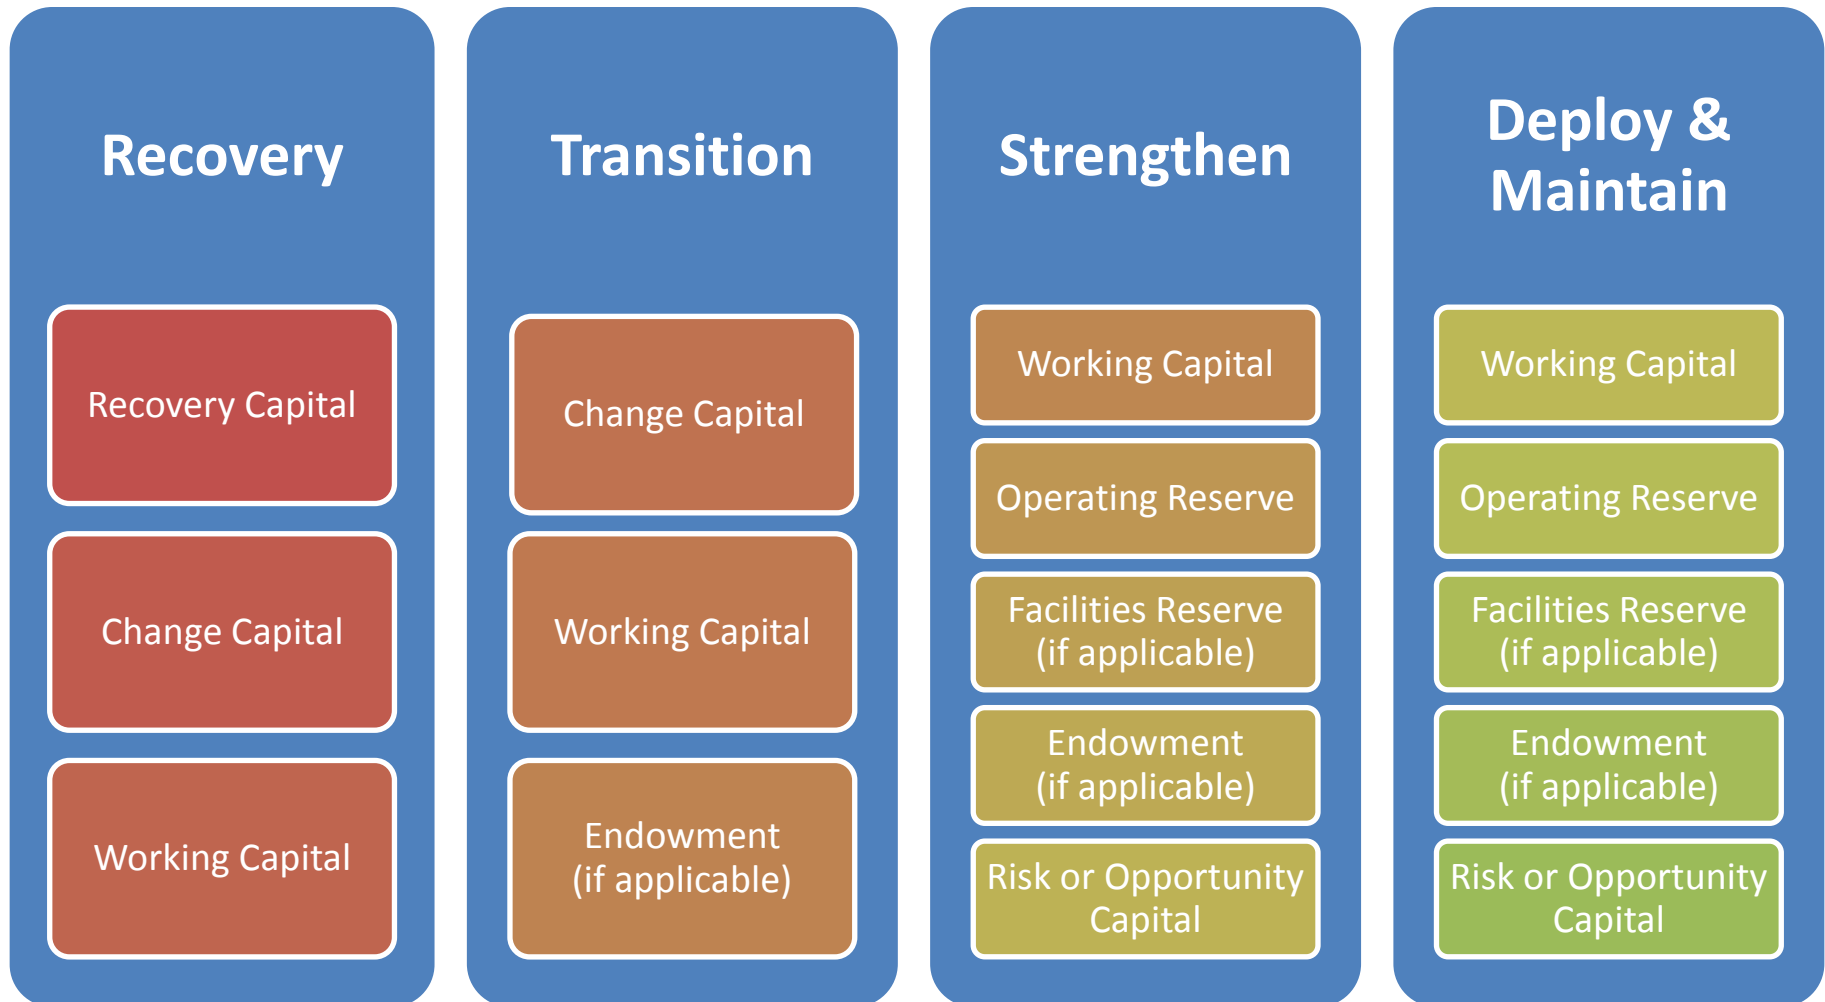 Recovery
Recovery Capital
Change Capital
Working Capital
Transition
Change Capital
Working Capital
Endowment
(if applicable)
Strengthen
Working Capital
Operating Reserve
Facilities Reserve
(if applicable)
Endowment
(if applicable)
Risk or Opportunity
Capital
Deploy &
Maintain
Working Capital
Operating Reserve
Facilities Reserve
(if applicable)
Endowment
(if applicable)
Risk or Opportunity
Capital